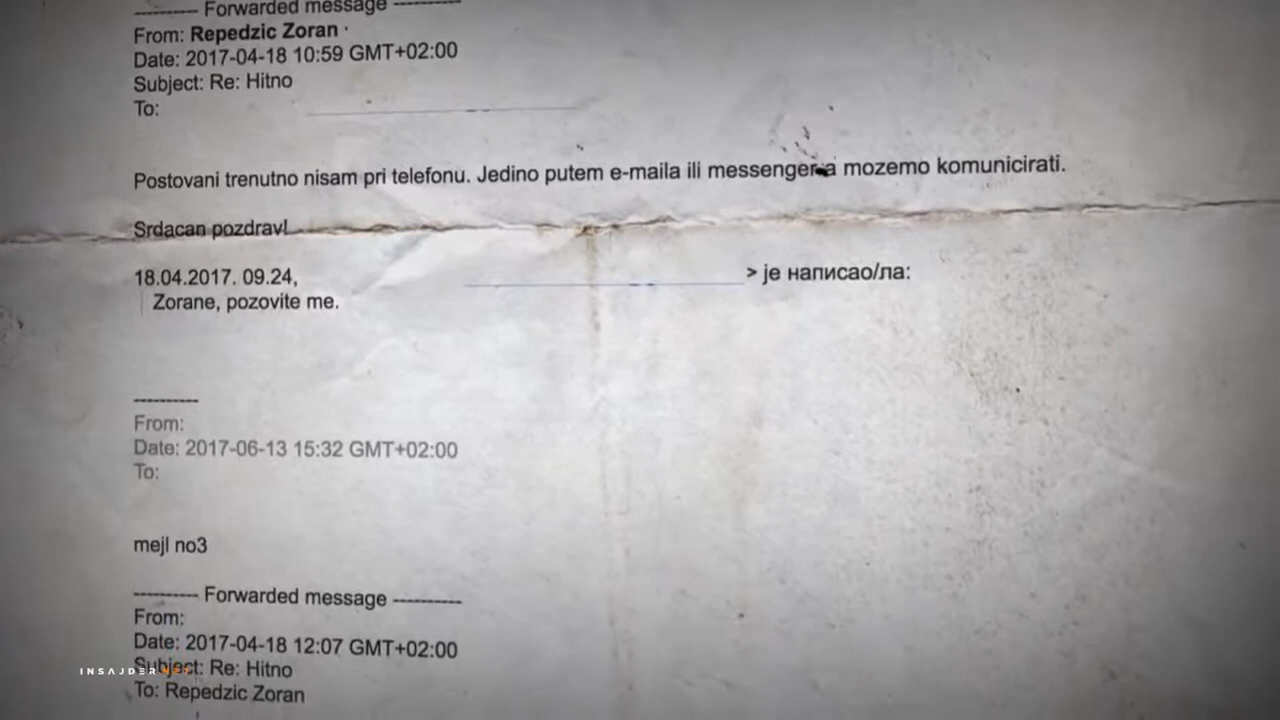 ---------- Forwarded message ----------
From: Repedzic Zoran
Date: 2017-04-18 10:59 GMT+02:00
Subject: Re: Hitno
To:
Postovani trenutno nisam pri telefonu. Jedino putem e-maila ili messenger-a mozemo komunicirati.
Srdacan pozdrav!
18.04.2017. 09.24, > је написао/ла:
Zorane, pozovite me.
----------
From:
Date: 2017-06-13 15:32 GMT+02:00
To:
mejl no3
---------- Forwarded message ----------
From:
Date: 2017-04-18 12:07 GMT+02:00
Subject: Re: Hitno
INSAJDER
To: Repedzic Zoran